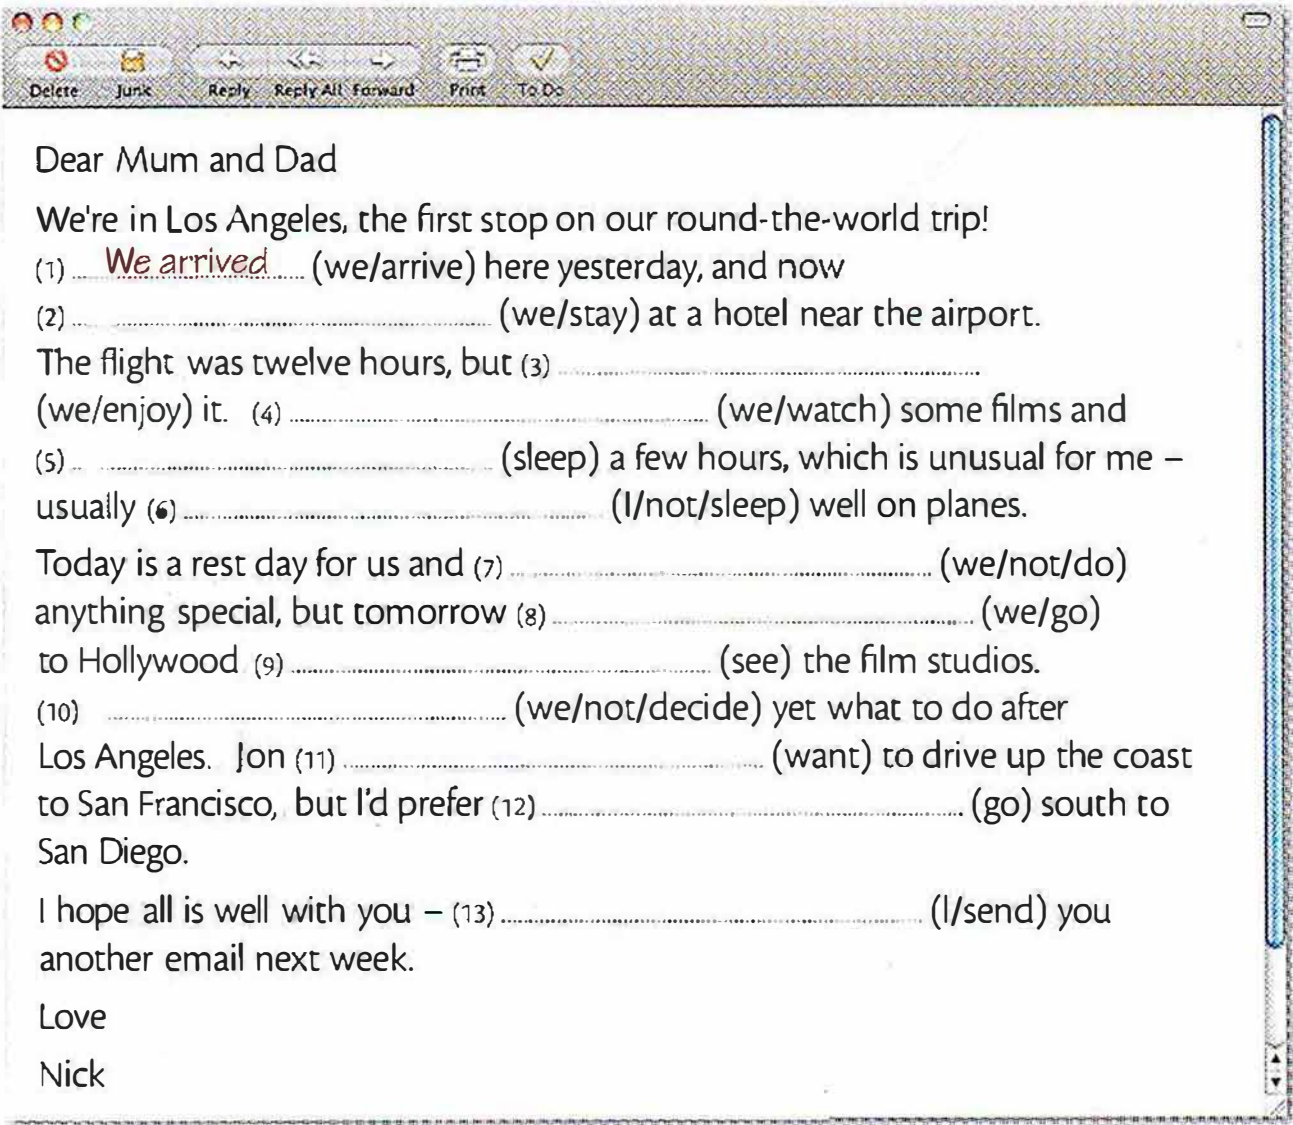 Delete Junk Reply Reply All Forward Print To Do
Dear Mum and Dad
We're in Los Angeles, the first stop on our round-the-world trip!
(1) We arrived (we/arrive) here yesterday, and now
(2) (we/stay) at a hotel near the airport.
The flight was twelve hours, but (3)
(we/enjoy) it. (4) (we/watch) some films and
(5) (sleep) a few hours, which is unusual for me –
usually (6) (I/not/sleep) well on planes.
Today is a rest day for us and (7) (we/not/do)
anything special, but tomorrow (8) (we/go)
to Hollywood (9) (see) the film studios.
(10) (we/not/decide) yet what to do after
Los Angeles. Jon (11) (want) to drive up the coast
to San Francisco, but I'd prefer (12) (go) south to
San Diego.
I hope all is well with you – (13) (I/send) you
another email next week.
Love
Nick